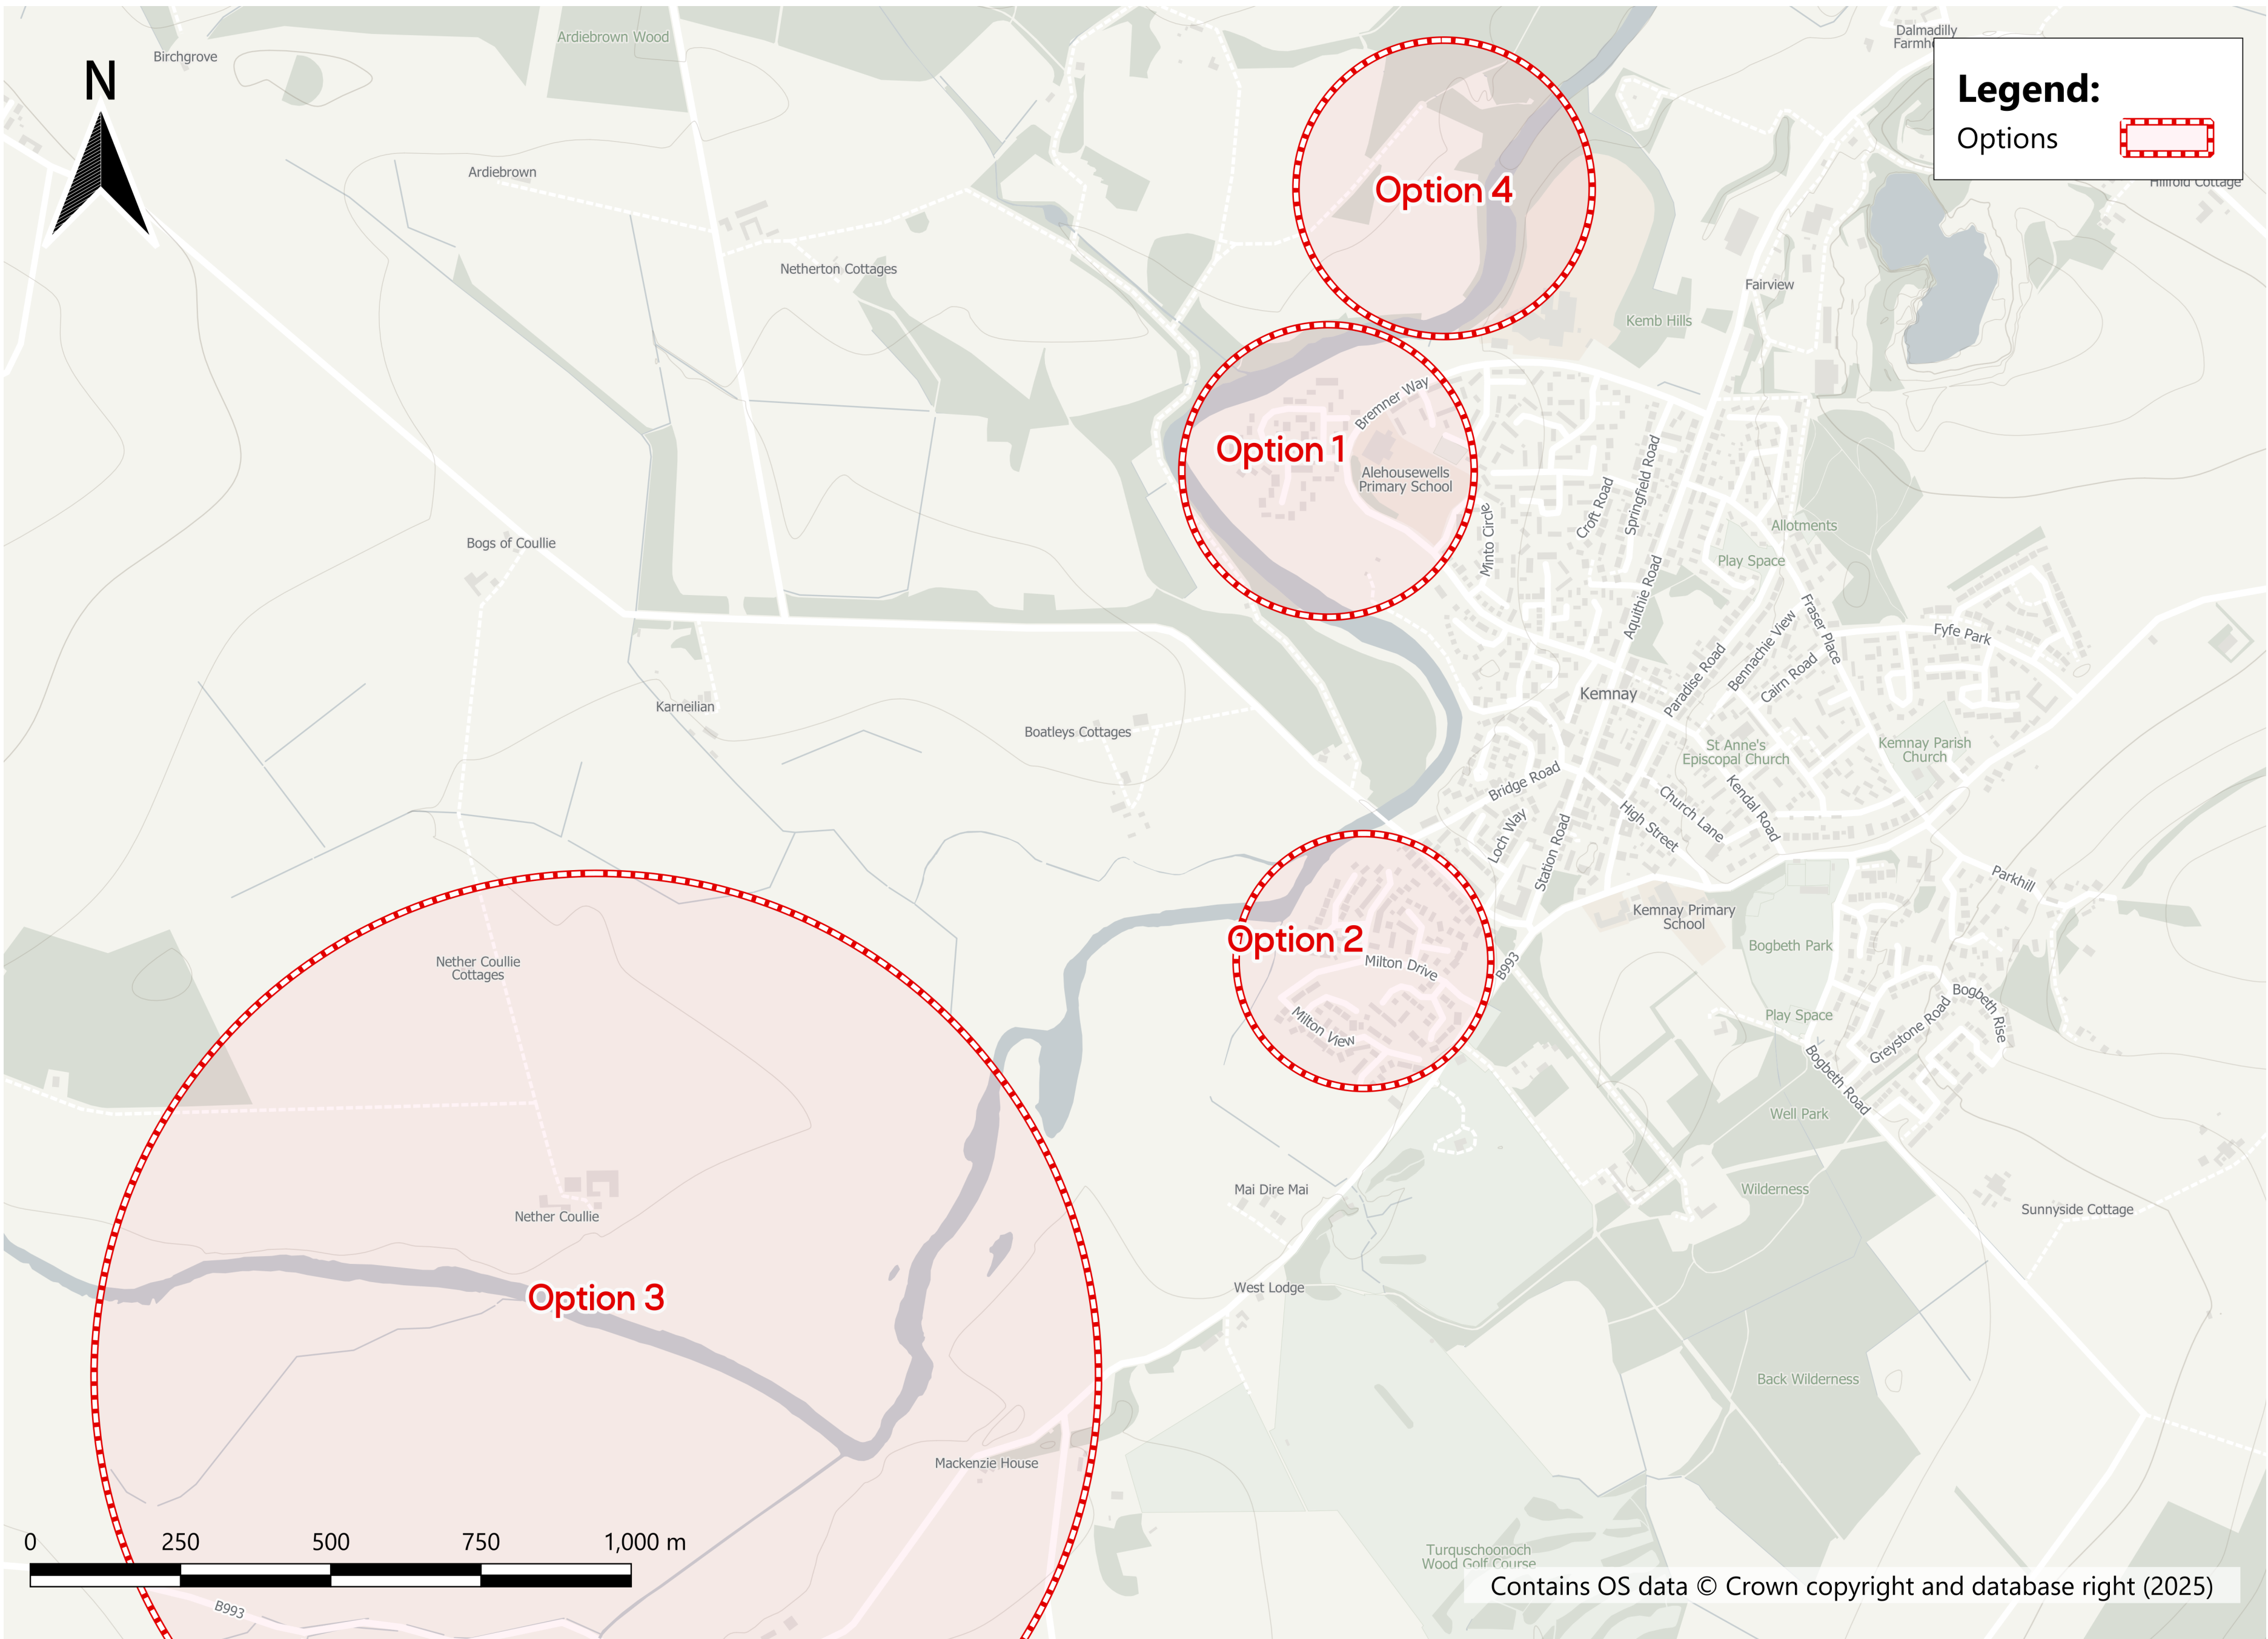 Birchgrove
Ardiebrown Wood
Dalmadilly
N
Legend:
Options
Ardiebrown
Option 4
Hillfold Cottage
Netherton Cottages
Fairview
Kemb Hills
Bremner Way
Option 1
Alehousewells
Primary School
Minto Circle
Croft Road
Springfield Road
Aquithie Road
Allotments
Play Space
Bogs of Coullie
Fraser Place
Fyfe Park
Bennachie View
Paradise Road
Cairn Road
Kemnay
Karneilian
Boatleys Cottages
St Anne's
Episcopal Church
Kemnay Parish
Church
Bridge Road
Loch Way
Station Road
High Street
Church Lane
Kendal Road
Parkhill
Kemnay Primary
School
Option 2
Milton Drive
B993
Milton View
Bogbeth Park
Nether Coullie
Cottages
Play Space
Bogbeth Rise
Greystone Road
Bogbeth Road
Well Park
Mai Dire Mai
Wilderness
Sunnyside Cottage
Nether Coullie
West Lodge
Option 3
Back Wilderness
Mackenzie House
0 250 500 750 1,000 m
Turquschoonoch
Wood Golf Course
Contains OS data © Crown copyright and database right (2025)
B993